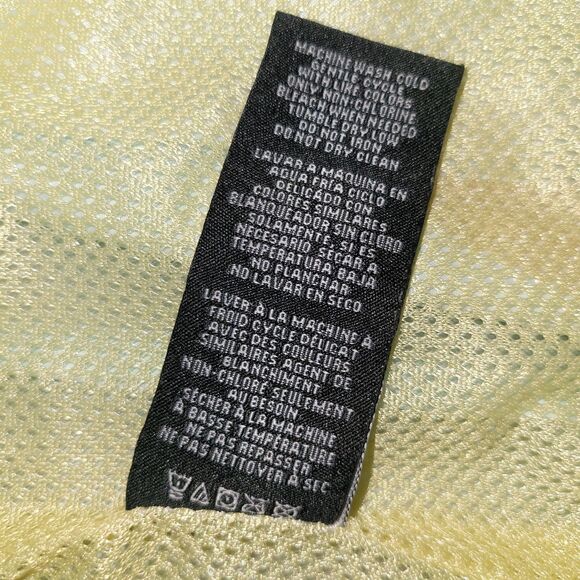 MACHINE WASH COLD
GENTLE CYCLE
WITH LIKE COLORS
ONLY NON-CHLORINE
BLEACH WHEN NEEDED
TUMBLE DRY LOW
DO NOT IRON
DO NOT DRY CLEAN
LAVAR A MAQUINA EN
AGUA FRIA CICLO
DELICADO CON
COLORES SIMILARES
BLANQUEADOR SIN CLORO
SOLAMENTE, SI ES
NECESARIO SECAR A
TEMPERATURA BAJA
NO PLANCHAR
NO LAVAR EN SECO
LAVER À LA MACHINE À
FROID CYCLE DÉLICAT
AVEC DES COULEURS
SIMILAIRES AGENT DE
BLANCHIMENT
NON-CHLORÉ SEULEMENT
AU BESOIN
SÉCHER À LA MACHINE
À BASSE TEMPÉRATURE
NE PAS REPASSER
NE PAS NETTOYER À SEC